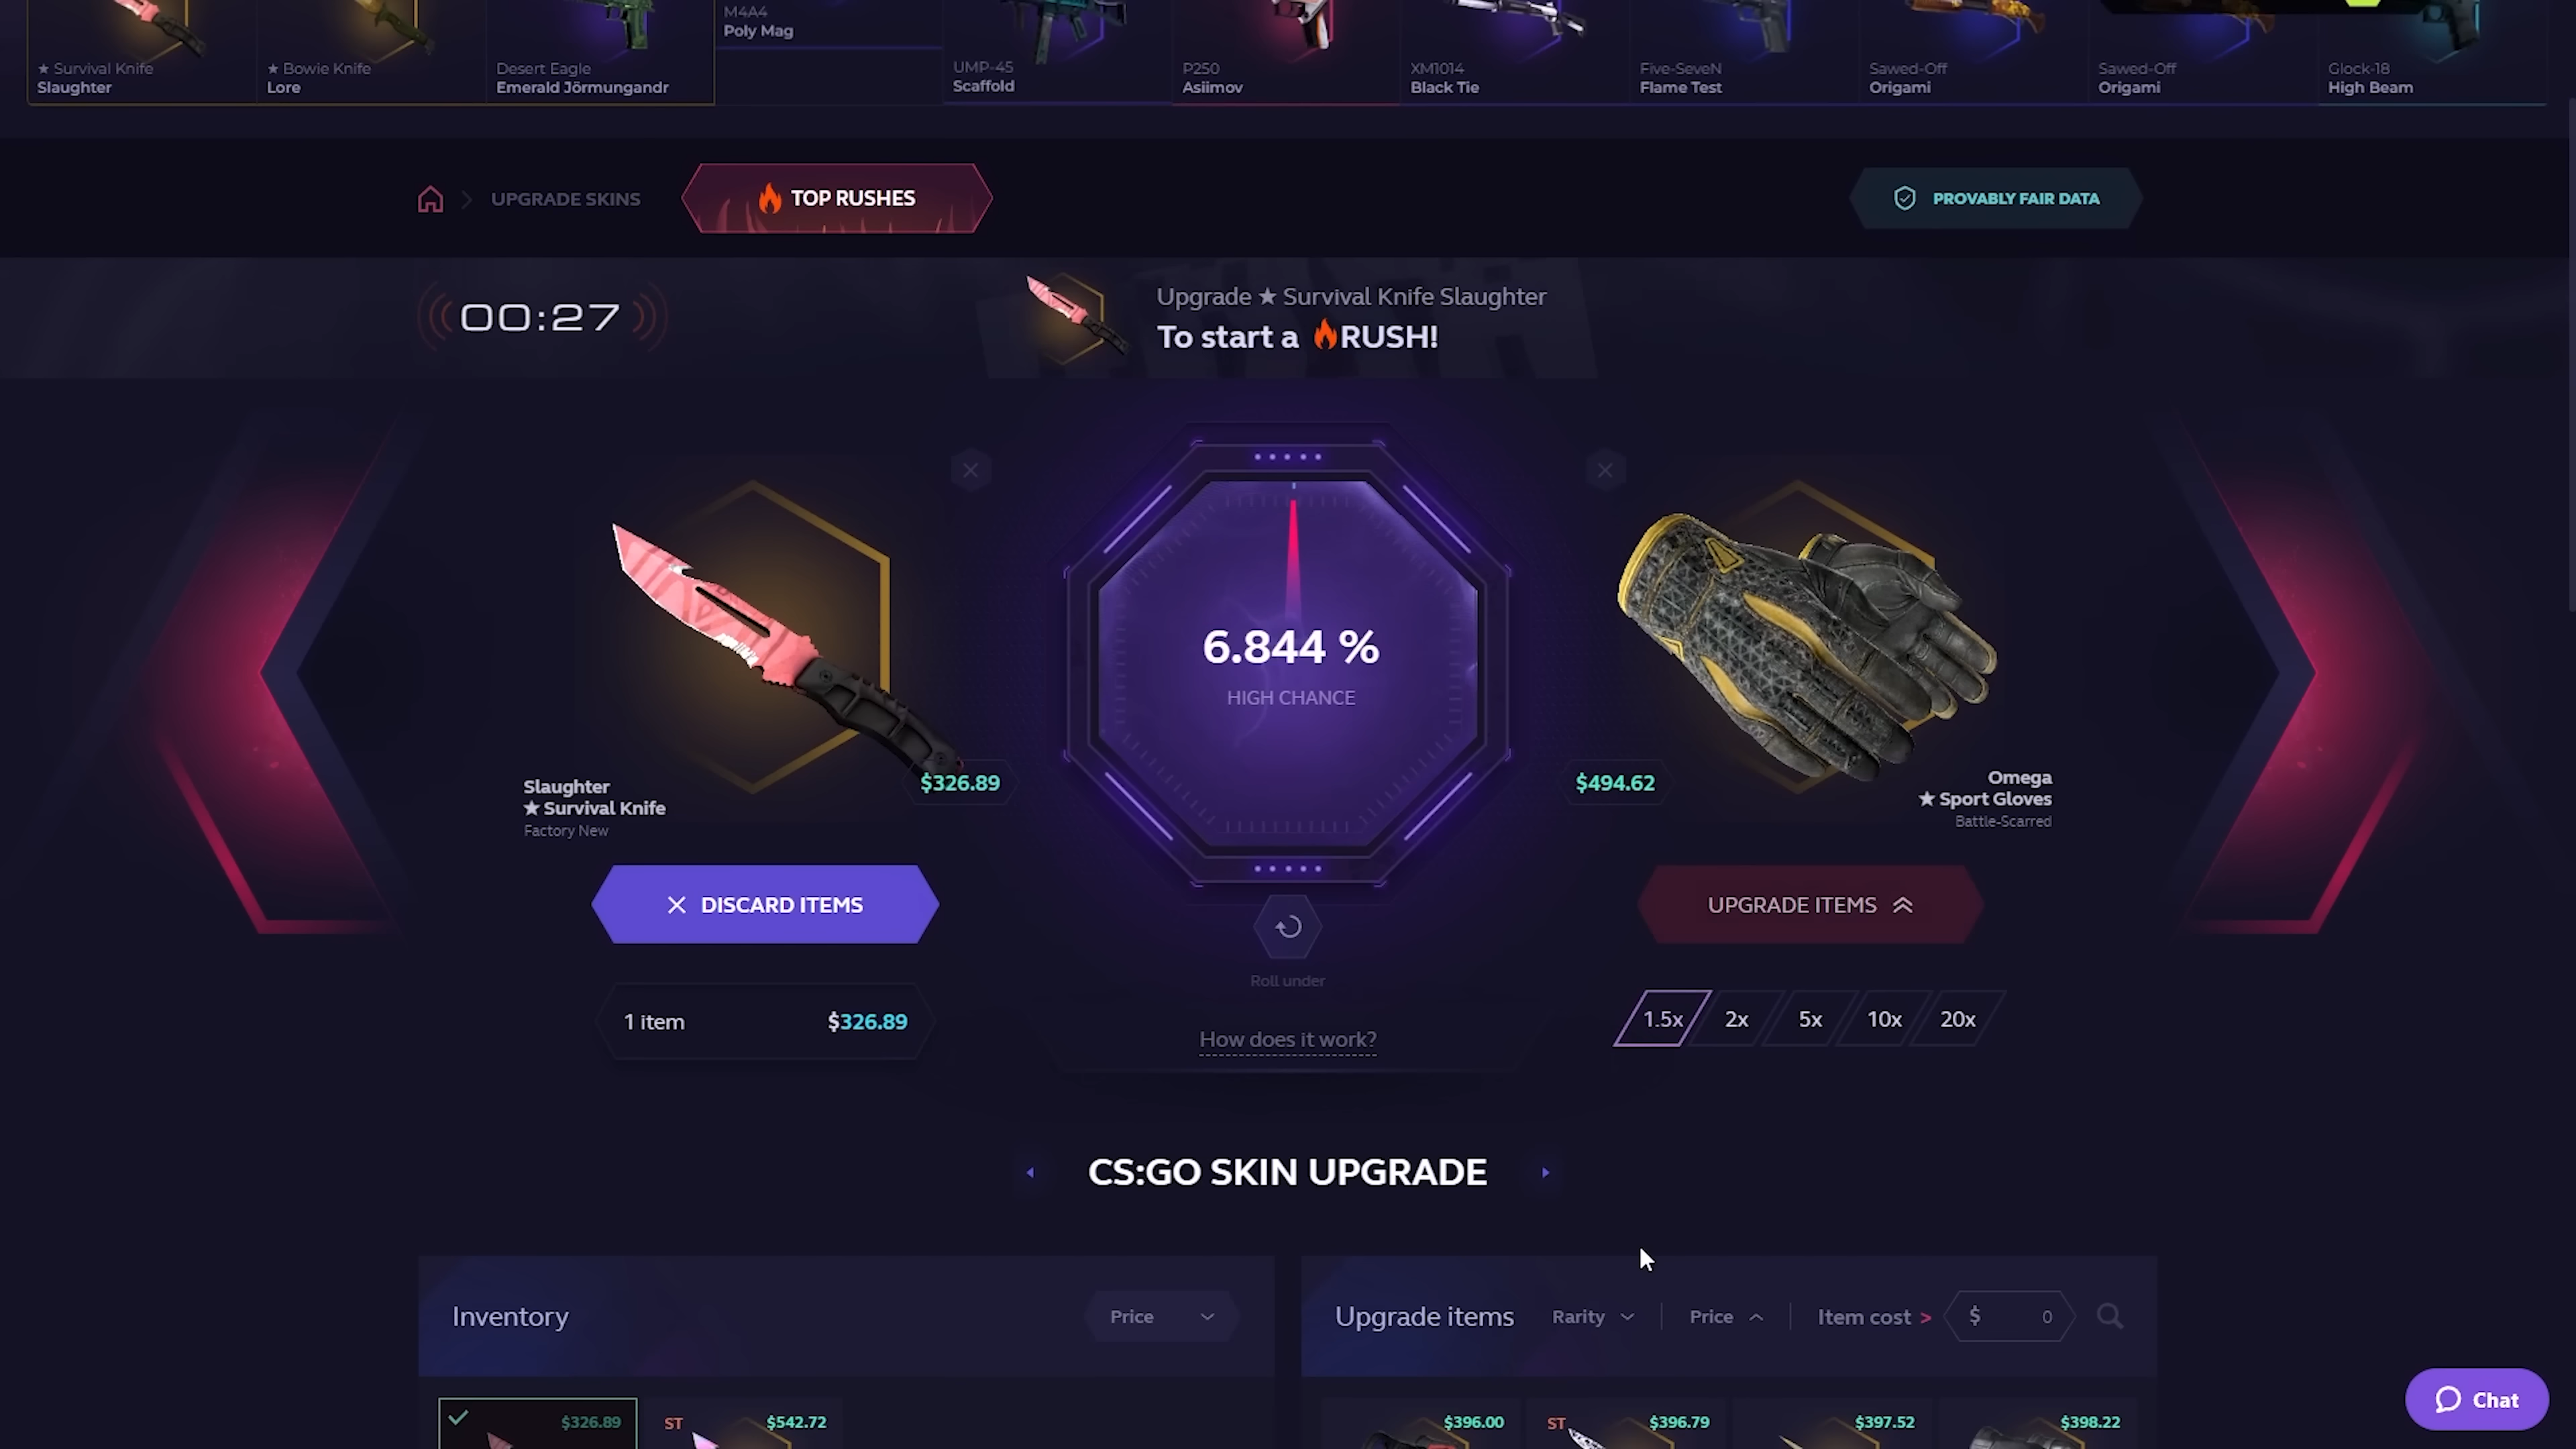 ★ Survival Knife
Slaughter
★ Bowie Knife
Lore
Desert Eagle
Emerald Jörmungandr
M4A4
Poly Mag
UMP-45
Scaffold
P250
Asiimov
XM1014
Black Tie
Five-SeveN
Flame Test
Sawed-Off
Origami
Sawed-Off
Origami
Glock-18
High Beam
UPGRADE SKINS
TOP RUSHES
PROVABLY FAIR DATA
00:27
Upgrade ★ Survival Knife Slaughter
To start a 🔥RUSH!
6.844 %
HIGH CHANCE
$326.89
$494.62
Slaughter
★ Survival Knife
Factory New
Omega
★ Sport Gloves
Battle-Scarred
DISCARD ITEMS
UPGRADE ITEMS
Roll under
1 item $326.89
How does it work?
1.5x 2x 5x 10x 20x
CS:GO SKIN UPGRADE
Inventory
Price
Upgrade items
Rarity
Price
Item cost >
$ 0
$326.89
ST $542.72
$396.00
ST $396.79
$397.52
$398.22
Chat